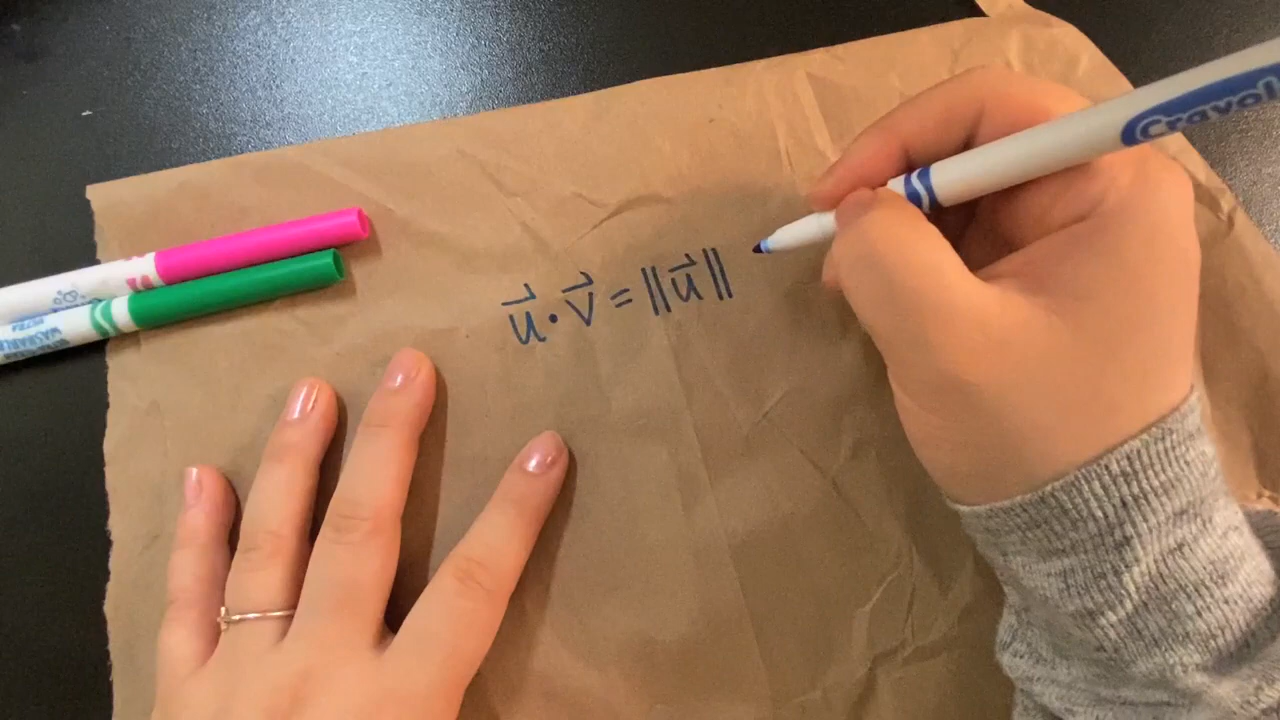 u⃗ · v⃗ = ‖u⃗‖
Crayol